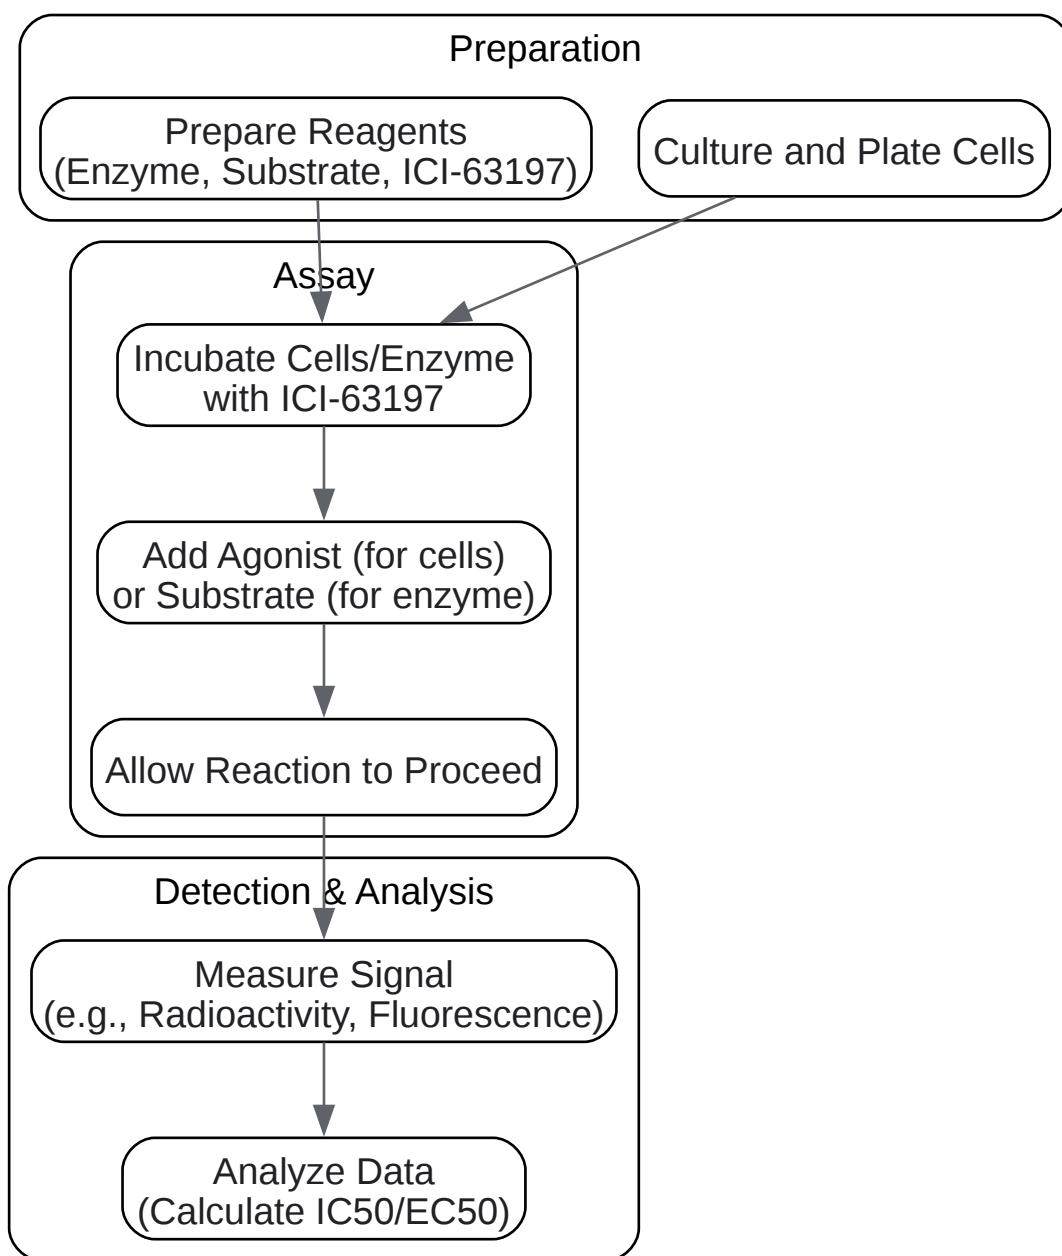 Preparation
Prepare Reagents
(Enzyme, Substrate, ICI-63197)
Culture and Plate Cells
Assay
Incubate Cells/Enzyme
with ICI-63197
Add Agonist (for cells)
or Substrate (for enzyme)
Allow Reaction to Proceed
Detection & Analysis
Measure Signal
(e.g., Radioactivity, Fluorescence)
Analyze Data
(Calculate IC50/EC50)